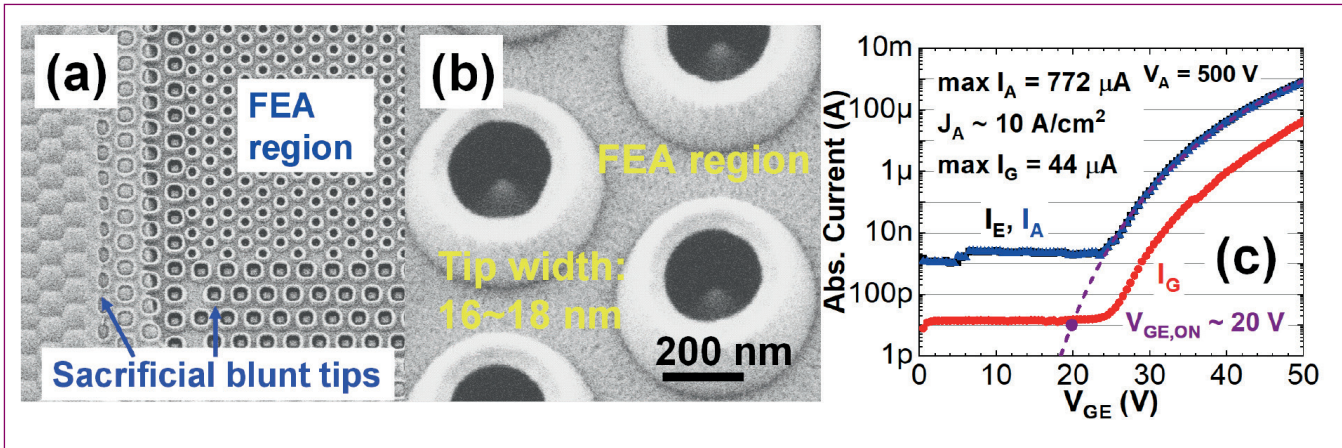 (a)
FEA
region
Sacrificial blunt tips
(b)
FEA region
Tip width:
16~18 nm
200 nm
Abs. Current (A)
10m
100µ
1µ
10n
100p
1p
max I_A = 772 µA
V_A = 500 V
J_A ~ 10 A/cm²
max I_G = 44 µA
I_E, I_A
(c)
I_G
V_GE,ON ~ 20 V
0 10 20 30 40 50
V_GE (V)